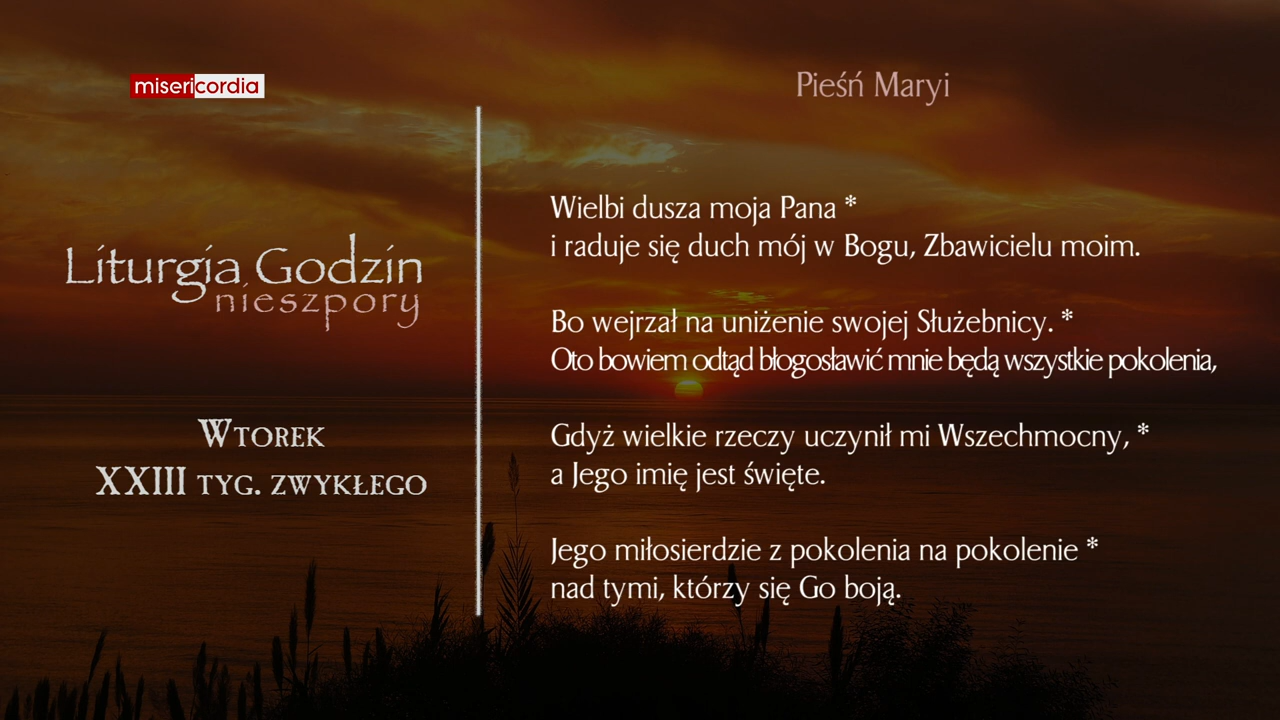 misericordia
Liturgia Godzin
nieszpory
Wtorek
XXIII tyg. zwykłego
Pieśń Maryi
Wielbi dusza moja Pana *
i raduje się duch mój w Bogu, Zbawicielu moim.
Bo wejrzał na uniżenie swojej Służebnicy. *
Oto bowiem odtąd błogosławić mnie będą wszystkie pokolenia,
Gdyż wielkie rzeczy uczynił mi Wszechmocny, *
a Jego imię jest święte.
Jego miłosierdzie z pokolenia na pokolenie *
nad tymi, którzy się Go boją.